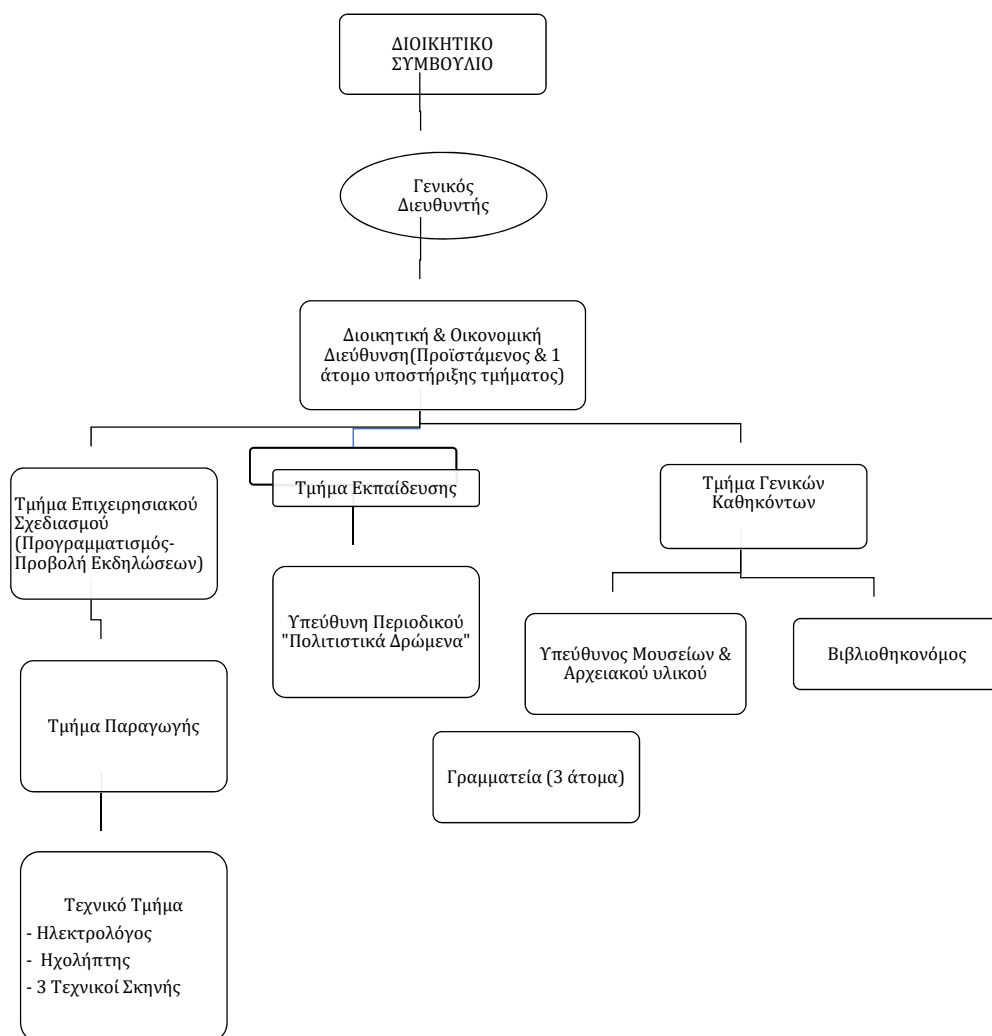 ΔΙΟΙΚΗΤΙΚΟ
ΣΥΜΒΟΥΛΙΟ
Γενικός
Διευθυντής
Διοικητική & Οικονομική
Διεύθυνση(Προϊστάμενος & 1
άτομο υποστήριξης τμήματος)
Τμήμα Επιχειρησιακού
Σχεδιασμού
(Προγραμματισμός-
Προβολή Εκδηλώσεων)
Τμήμα Εκπαίδευσης
Τμήμα Γενικών
Καθηκόντων
Υπεύθυνη Περιοδικού
"Πολιτιστικά Δρώμενα"
Υπεύθυνος Μουσείων &
Αρχειακού υλικού
Βιβλιοθηκονόμος
Τμήμα Παραγωγής
Γραμματεία (3 άτομα)
Τεχνικό Τμήμα
- Ηλεκτρολόγος
- Ηχολήπτης
- 3 Τεχνικοί Σκηνής